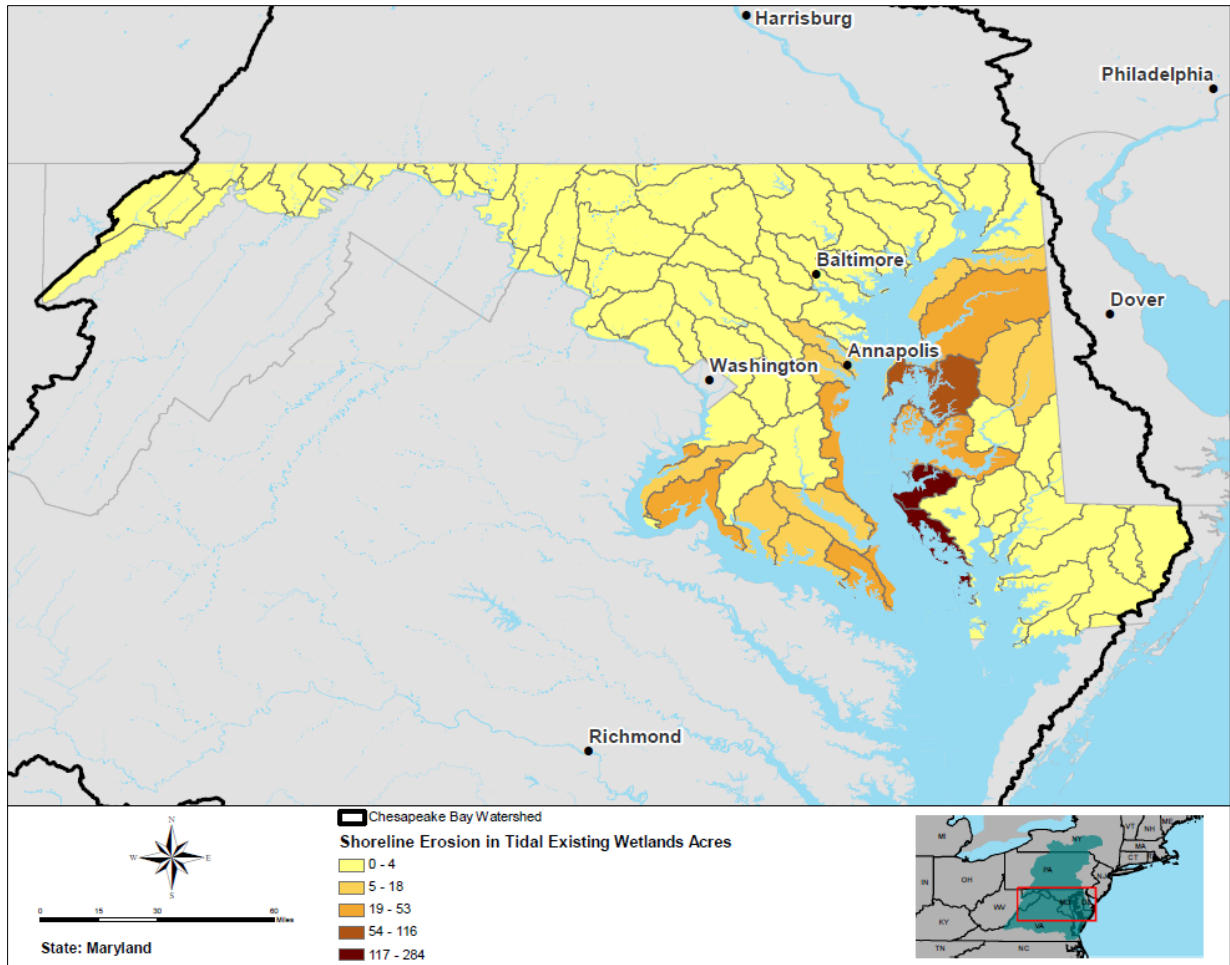 Harrisburg
Philadelphia
Baltimore
Dover
Annapolis
Washington
Richmond
Chesapeake Bay Watershed
Shoreline Erosion in Tidal Existing Wetlands Acres
0 - 4
5 - 18
19 - 53
54 - 116
117 - 284
N
W E
S
0 15 30 60
Miles
State: Maryland
MI
NY
VT
NH
ME
MA
CT
PA
NJ
IN
OH
MD
WV
KY
VA
TN
NC